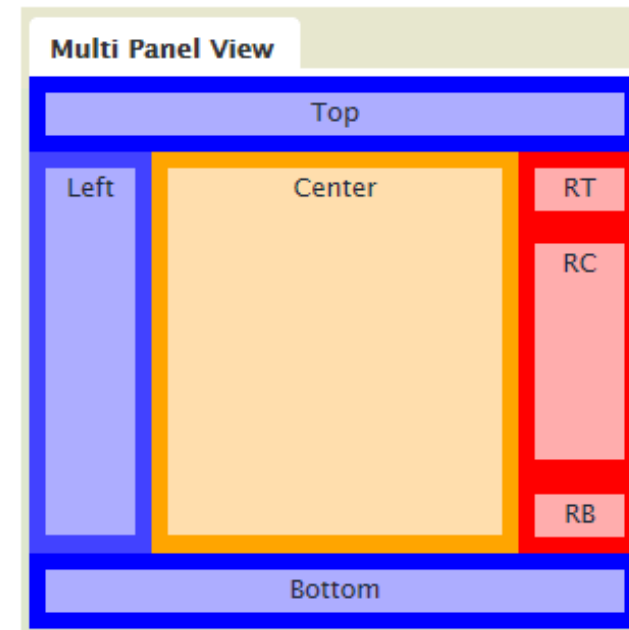 Multi Panel View
Top
Left
Center
RT
RC
RB
Bottom